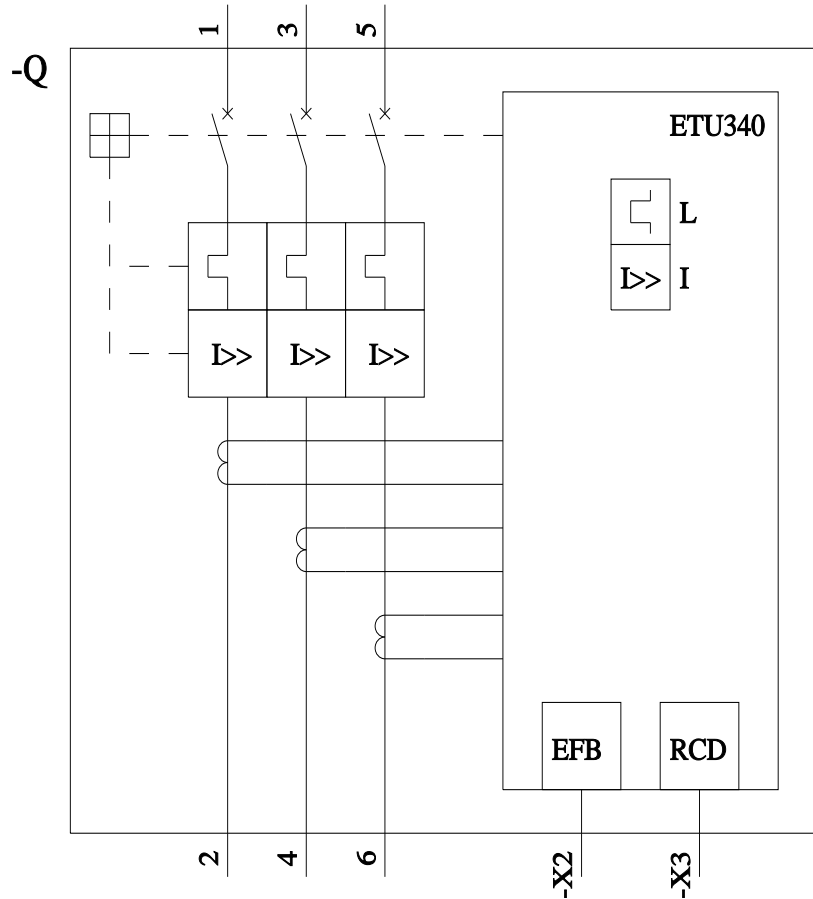 1 3 5
-Q
ETU340
L
I>> I
I>> I>> I>>
EFB RCD
2 4 6 -X2 -X3